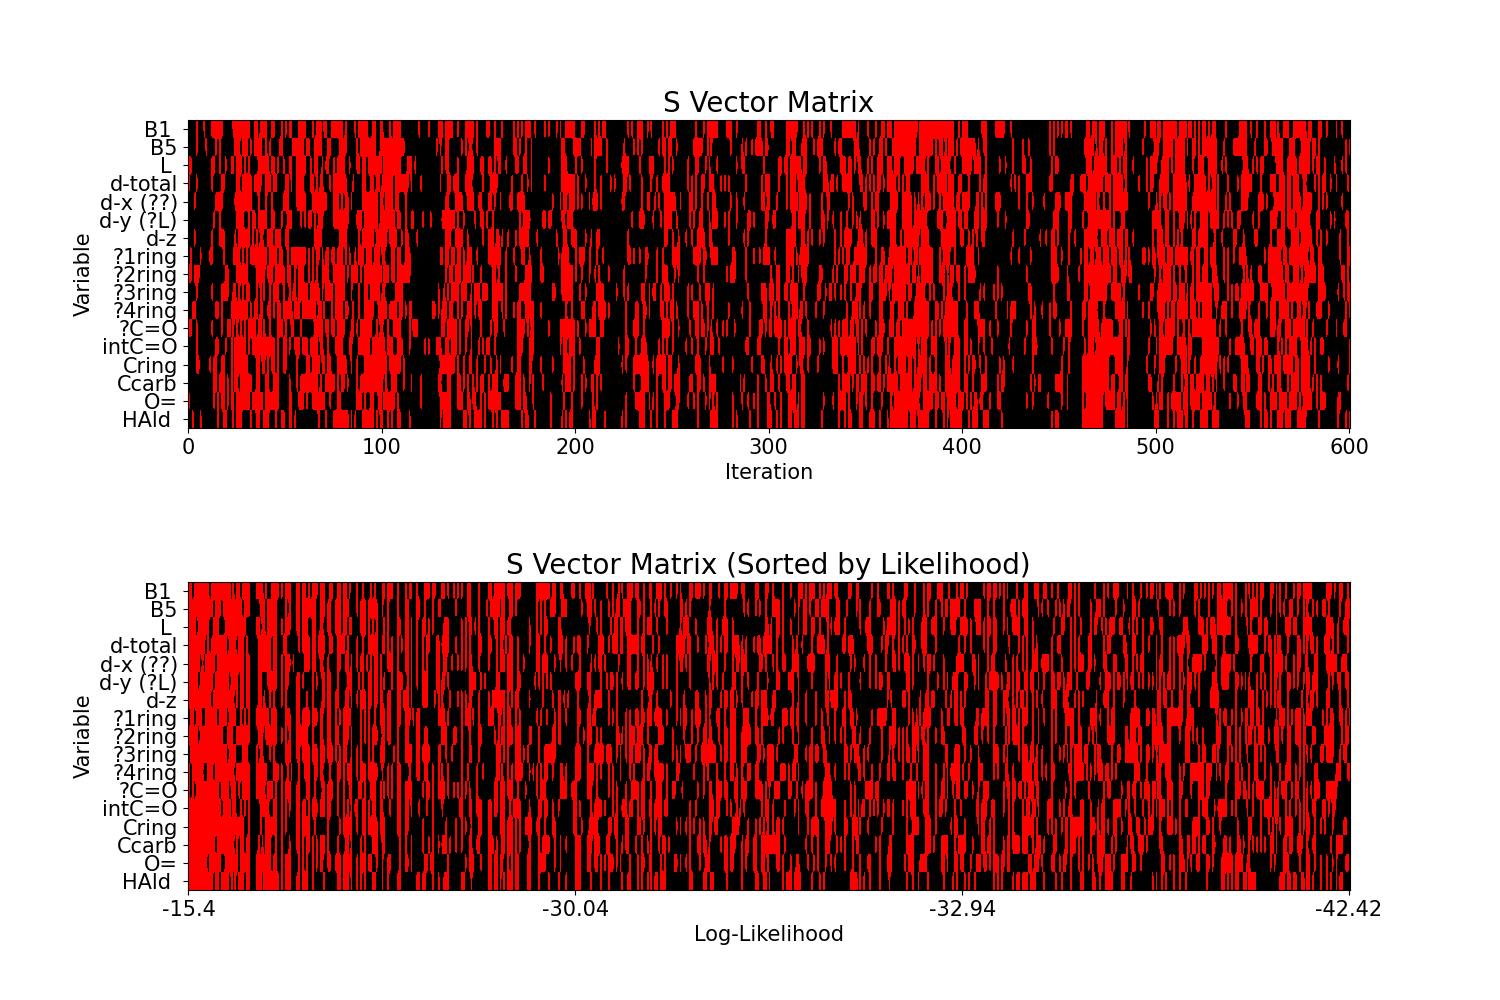 S Vector Matrix
Variable
B1
B5
L
d-total
d-x (??)
d-y (?L)
d-z
?1ring
?2ring
?3ring
?4ring
?C=O
intC=O
Cring
Ccarb
O=
HAld
0 100 200 300 400 500 600
Iteration
S Vector Matrix (Sorted by Likelihood)
Variable
B1
B5
L
d-total
d-x (??)
d-y (?L)
d-z
?1ring
?2ring
?3ring
?4ring
?C=O
intC=O
Cring
Ccarb
O=
HAld
-15.4 -30.04 -32.94 -42.42
Log-Likelihood